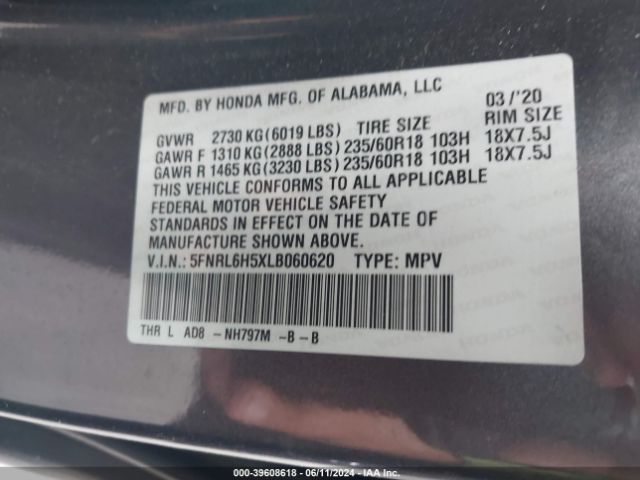 MFD. BY HONDA MFG. OF ALABAMA, LLC
03/'20
GVWR 2730 KG(6019 LBS) TIRE SIZE RIM SIZE
GAWR F 1310 KG(2888 LBS) 235/60R18 103H 18X7.5J
GAWR R 1465 KG(3230 LBS) 235/60R18 103H 18X7.5J
THIS VEHICLE CONFORMS TO ALL APPLICABLE
FEDERAL MOTOR VEHICLE SAFETY
STANDARDS IN EFFECT ON THE DATE OF
MANUFACTURE SHOWN ABOVE.
V.I.N.: 5FNRL6H5XLB060620 TYPE: MPV
THR L AD8 -NH797M -B-B
000-39608618 - 06/11/2024 - IAA Inc.